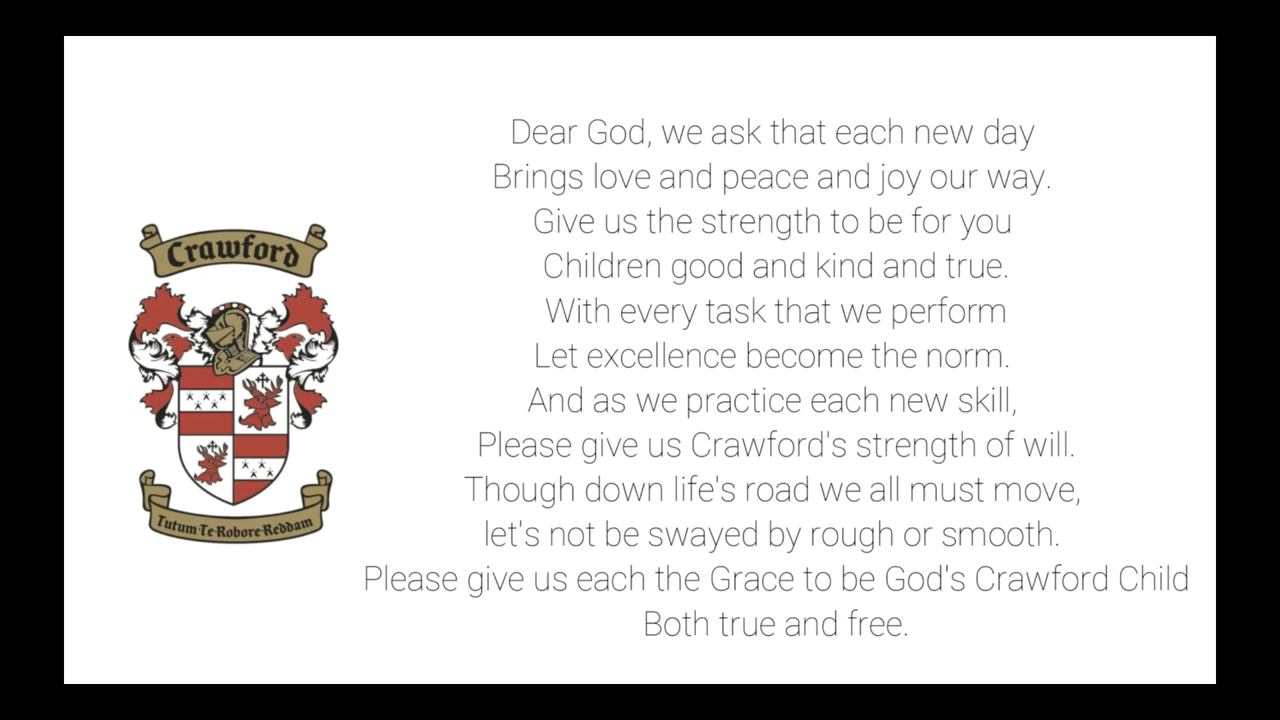 Crawford
Tutum·Te·Robore·Reddam
Dear God, we ask that each new day
Brings love and peace and joy our way.
Give us the strength to be for you
Children good and kind and true.
With every task that we perform
Let excellence become the norm.
And as we practice each new skill,
Please give us Crawford's strength of will.
Though down life's road we all must move,
let's not be swayed by rough or smooth.
Please give us each the Grace to be God's Crawford Child
Both true and free.